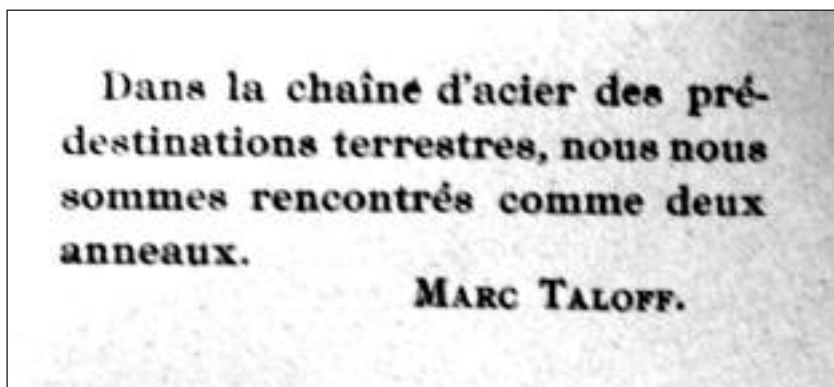 Dans la chaîne d'acier des pré-
destinations terrestres, nous nous
sommes rencontrés comme deux
anneaux.
MARC TALOFF.